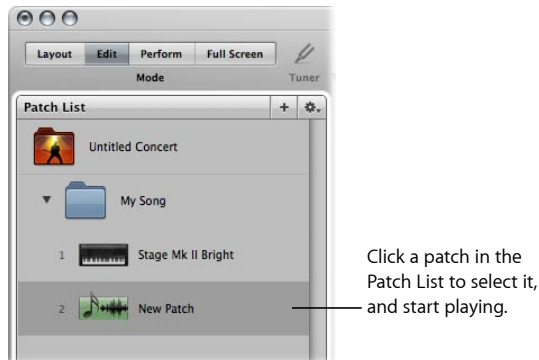 Layout Edit Perform Full Screen
Mode Tuner
Patch List
Untitled Concert
My Song
1 Stage Mk II Bright
2 New Patch
Click a patch in the
Patch List to select it,
and start playing.